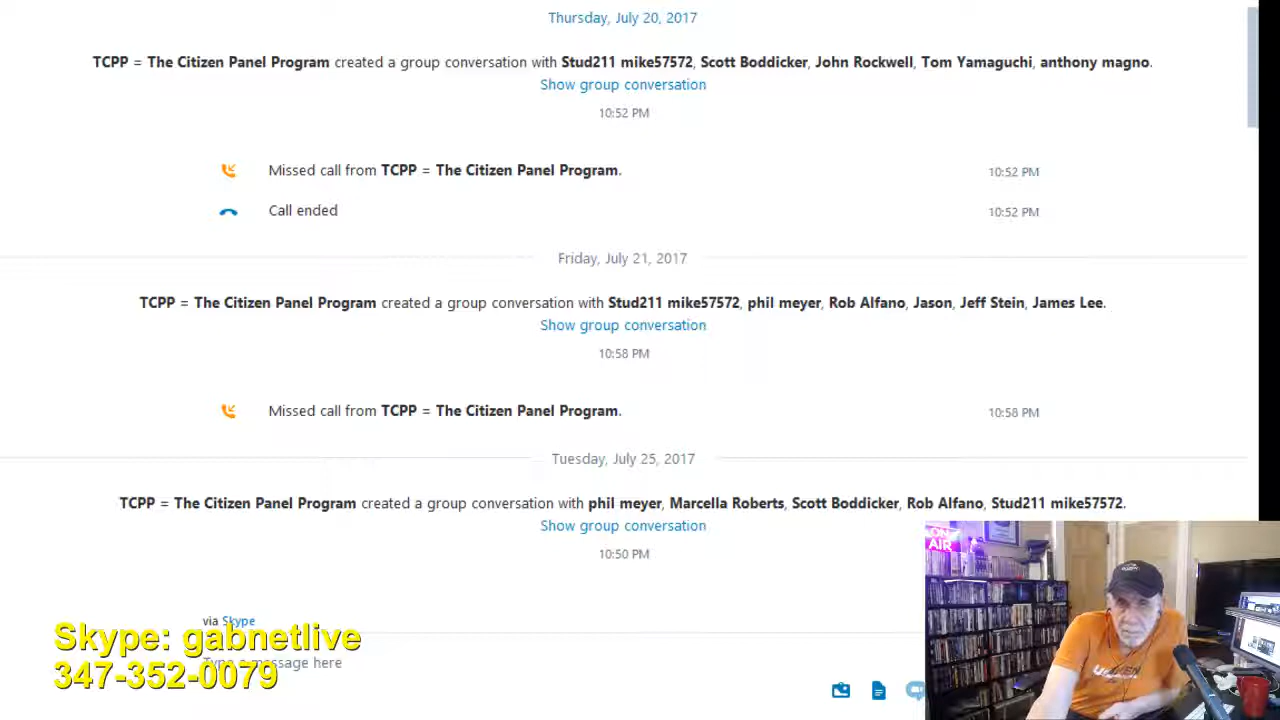 Thursday, July 20, 2017
TCPP = The Citizen Panel Program created a group conversation with Stud211 mike57572, Scott Boddicker, John Rockwell, Tom Yamaguchi, anthony magno.
Show group conversation
10:52 PM
Missed call from TCPP = The Citizen Panel Program. 10:52 PM
Call ended 10:52 PM
Friday, July 21, 2017
TCPP = The Citizen Panel Program created a group conversation with Stud211 mike57572, phil meyer, Rob Alfano, Jason, Jeff Stein, James Lee.
Show group conversation
10:58 PM
Missed call from TCPP = The Citizen Panel Program. 10:58 PM
Tuesday, July 25, 2017
TCPP = The Citizen Panel Program created a group conversation with phil meyer, Marcella Roberts, Scott Boddicker, Rob Alfano, Stud211 mike57572.
Show group conversation
10:50 PM
via Skype
Skype: gabnetlive
Type a message here
347-352-0079
ON
AIR